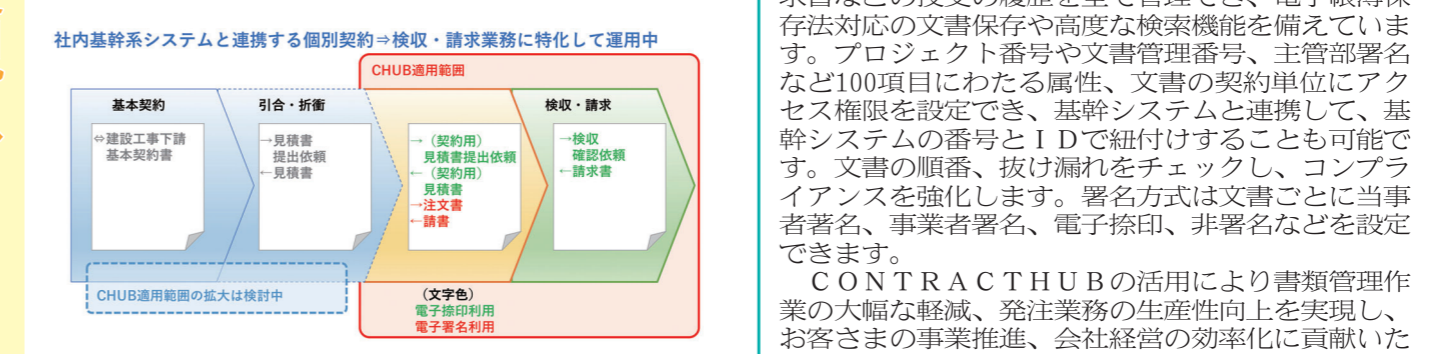 社内基幹系システムと連携する個別契約⇒検収・請求業務に特化して運用中
CHUB適用範囲
基本契約
⇔建設工事下請
基本契約書
引合・折衝
→見積書
提出依頼
←見積書
→（契約用）
見積書提出依頼
←（契約用）
見積書
→注文書
←請書
検収・請求
→検収
確認依頼
←請求書
CHUB適用範囲の拡大は検討中
（文字色）
電子捺印利用
電子署名利用
存法対応の文書保存や高度な検索機能を備えていま
す。プロジェクト番号や文書管理番号、主管部署名
など100項目にわたる属性、文書の契約単位にアク
セス権限を設定でき、基幹システムと連携して、基
幹システムの番号とＩＤで紐付けすることも可能で
す。文書の順番、抜け漏れをチェックし、コンプラ
イアンスを強化します。署名方式は文書ごとに当事
者署名、事業者署名、電子捺印、非署名などを設定
できます。
　ＣＯＮＴＲＡＣＴＨＵＢの活用により書類管理作
業の大幅な軽減、発注業務の生産性向上を実現し、
お客さまの事業推進、会社経営の効率化に貢献いた